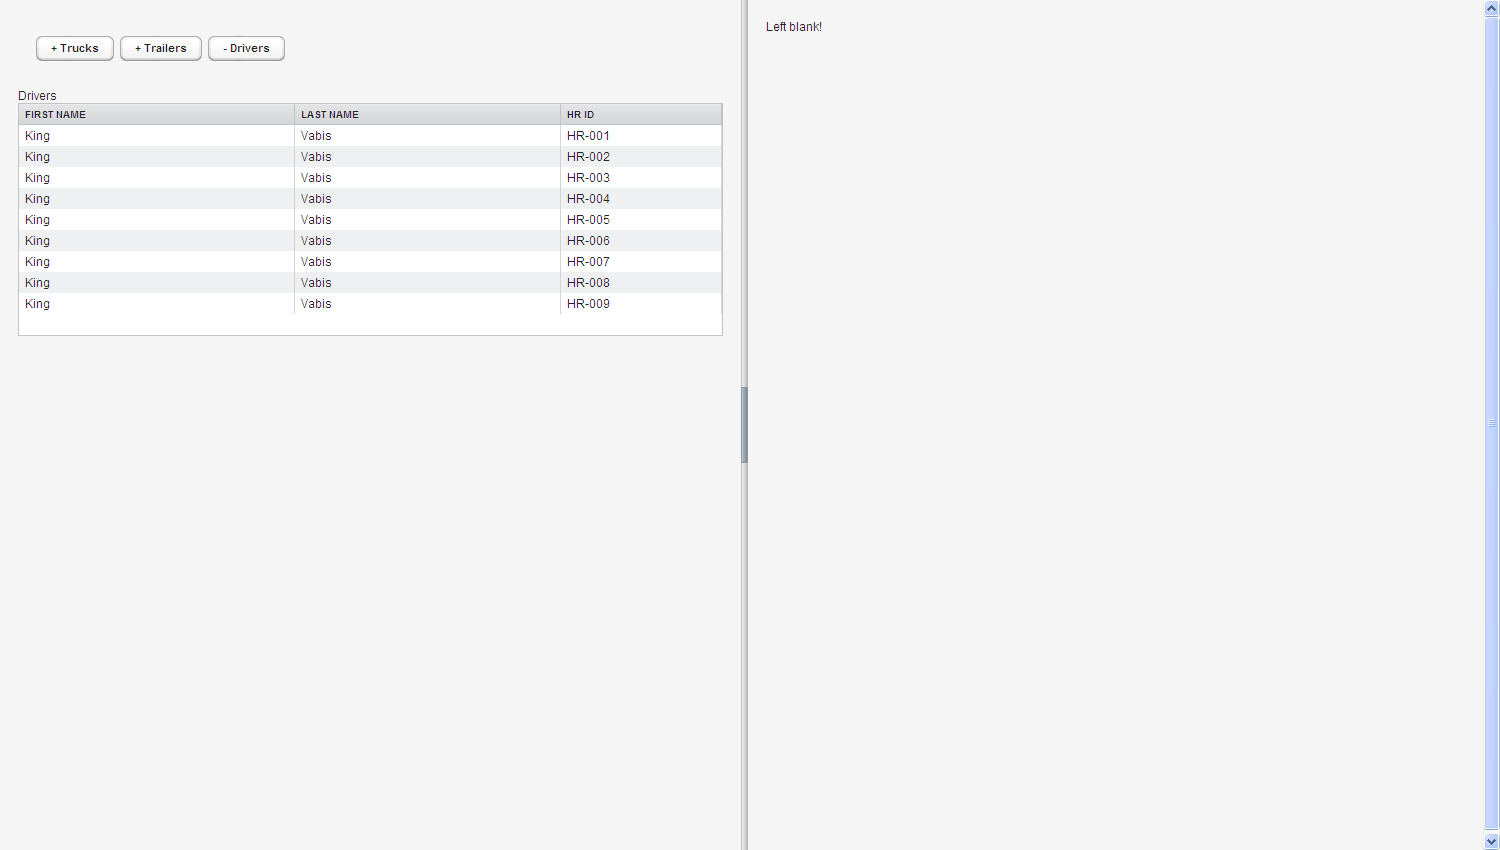 + Trucks + Trailers - Drivers
Drivers
FIRST NAME LAST NAME HR ID
King Vabis HR-001
King Vabis HR-002
King Vabis HR-003
King Vabis HR-004
King Vabis HR-005
King Vabis HR-006
King Vabis HR-007
King Vabis HR-008
King Vabis HR-009
Left blank!